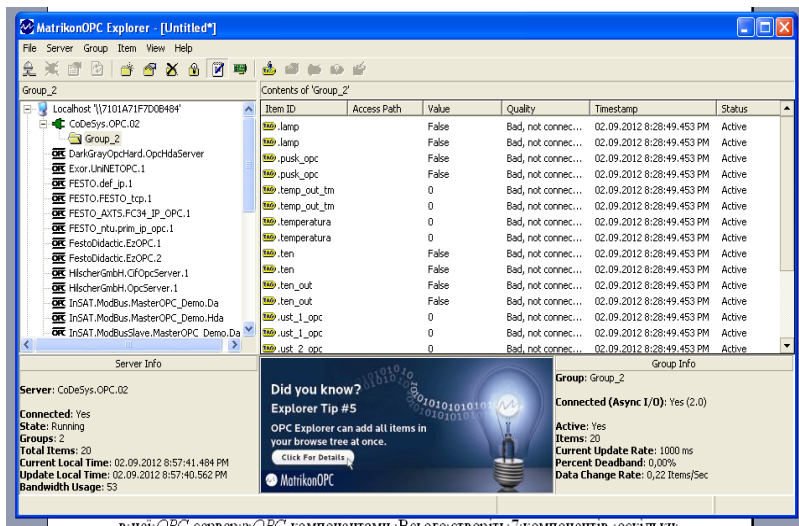 MatrikonOPC Explorer - [Untitled*]
File Server Group Item View Help
Group_2
Localhost '\\7101A71F7D0B484'
CoDeSys.OPC.02
Group_2
DarkGrayOpcHard.OpcHdaServer
Exor.UniNETOPC.1
FESTO.def_ip.1
FESTO.FESTO_tcp.1
FESTO_AXTS.FC34_IP_OPC.1
FESTO_ntu.prim_ip_opc.1
FestoDidactic.EzOPC.1
FestoDidactic.EzOPC.2
HilscherGmbH.CifOpcServer.1
HilscherGmbH.OpcServer.1
InSAT.ModBus.MasterOPC_Demo.Da
InSAT.ModBus.MasterOPC_Demo.Hda
InSAT.ModBusSlave.MasterOPC_Demo.Da
Contents of 'Group_2'
Item ID Access Path Value Quality Timestamp Status
.lamp False Bad, not connec... 02.09.2012 8:28:49.453 PM Active
.lamp False Bad, not connec... 02.09.2012 8:28:49.453 PM Active
.pusk_opc False Bad, not connec... 02.09.2012 8:28:49.453 PM Active
.pusk_opc False Bad, not connec... 02.09.2012 8:28:49.453 PM Active
.temp_out_tm 0 Bad, not connec... 02.09.2012 8:28:49.453 PM Active
.temp_out_tm 0 Bad, not connec... 02.09.2012 8:28:49.453 PM Active
.temperatura 0 Bad, not connec... 02.09.2012 8:28:49.453 PM Active
.temperatura 0 Bad, not connec... 02.09.2012 8:28:49.453 PM Active
.ten False Bad, not connec... 02.09.2012 8:28:49.453 PM Active
.ten False Bad, not connec... 02.09.2012 8:28:49.453 PM Active
.ten_out False Bad, not connec... 02.09.2012 8:28:49.453 PM Active
.ten_out False Bad, not connec... 02.09.2012 8:28:49.453 PM Active
.ust_1_opc 0 Bad, not connec... 02.09.2012 8:28:49.453 PM Active
.ust_1_opc 0 Bad, not connec... 02.09.2012 8:28:49.453 PM Active
.ust_2_opc 0 Bad, not connec... 02.09.2012 8:28:49.453 PM Active
Server Info
Server: CoDeSys.OPC.02
Connected: Yes
State: Running
Groups: 2
Total Items: 20
Current Local Time: 02.09.2012 8:57:41.484 PM
Update Local Time: 02.09.2012 8:57:40.562 PM
Bandwidth Usage: 53
Did you know?
Explorer Tip #5
OPC Explorer can add all items in
your browse tree at once.
Click For Details
MatrikonOPC
Group Info
Group: Group_2
Connected (Async I/O): Yes (2.0)
Active: Yes
Items: 20
Current Update Rate: 1000 ms
Percent Deadband: 0,00%
Data Change Rate: 0,22 Items/Sec